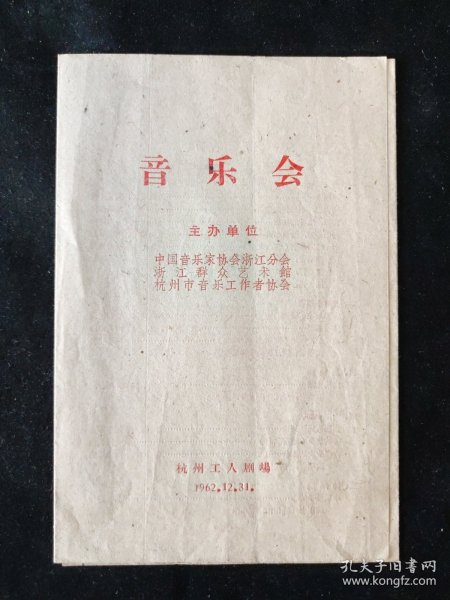 音乐会
主办单位
中国音乐家协会浙江分会
浙江群众艺术館
杭州市音乐工作者协会
杭州工人剧場
1962.12.31.
孔夫子旧书网
www.kongfz.com